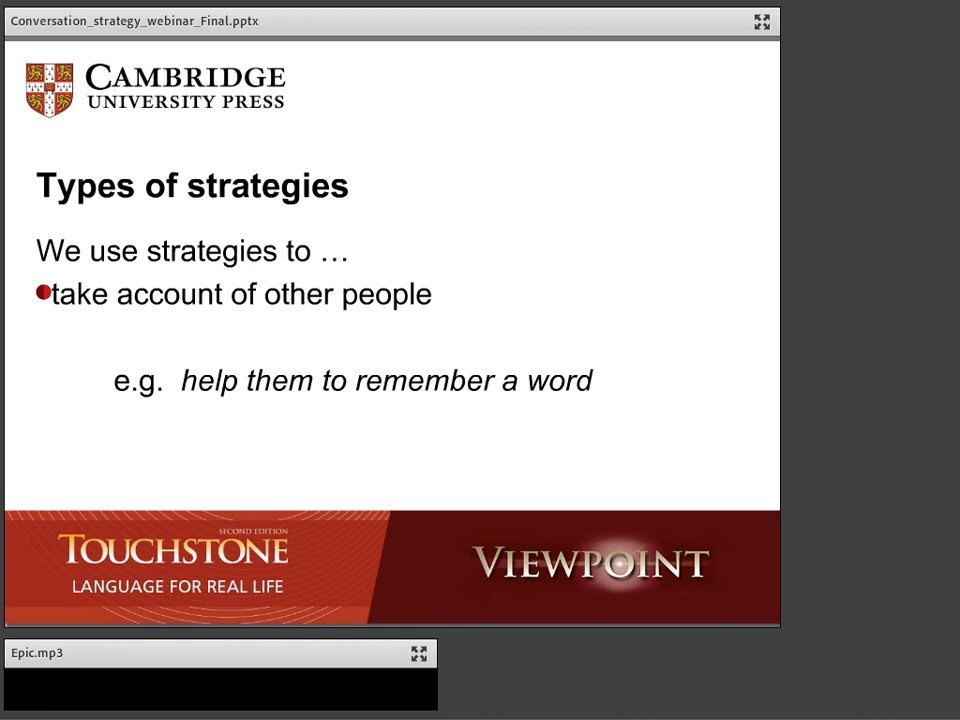 Conversation_strategy_webinar_Final.pptx
CAMBRIDGE
UNIVERSITY PRESS
Types of strategies
We use strategies to …
take account of other people
e.g. help them to remember a word
SECOND EDITION
TOUCHSTONE
LANGUAGE FOR REAL LIFE
VIEWPOINT
Epic.mp3